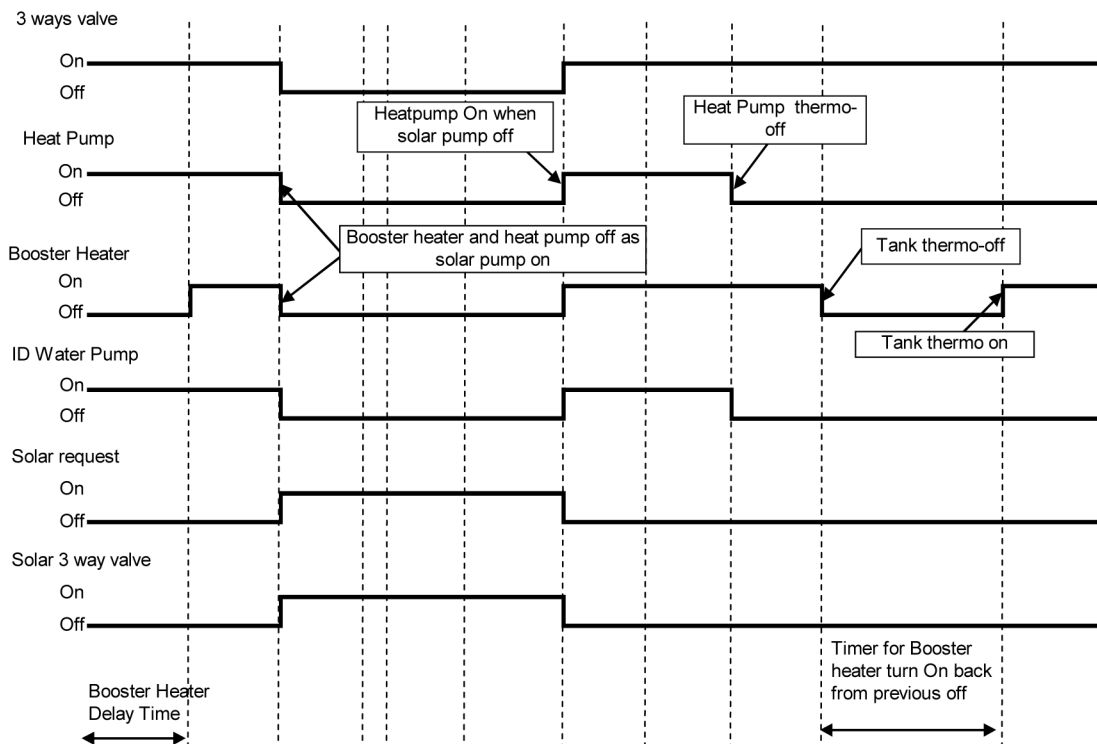 3 ways valve
On
Off
Heatpump On when
solar pump off
Heat Pump thermo-
off
Heat Pump
On
Off
Booster heater and heat pump off as
solar pump on
Booster Heater
On
Off
Tank thermo-off
Tank thermo on
ID Water Pump
On
Off
Solar request
On
Off
Solar 3 way valve
On
Off
Booster Heater
Delay Time
Timer for Booster
heater turn On back
from previous off